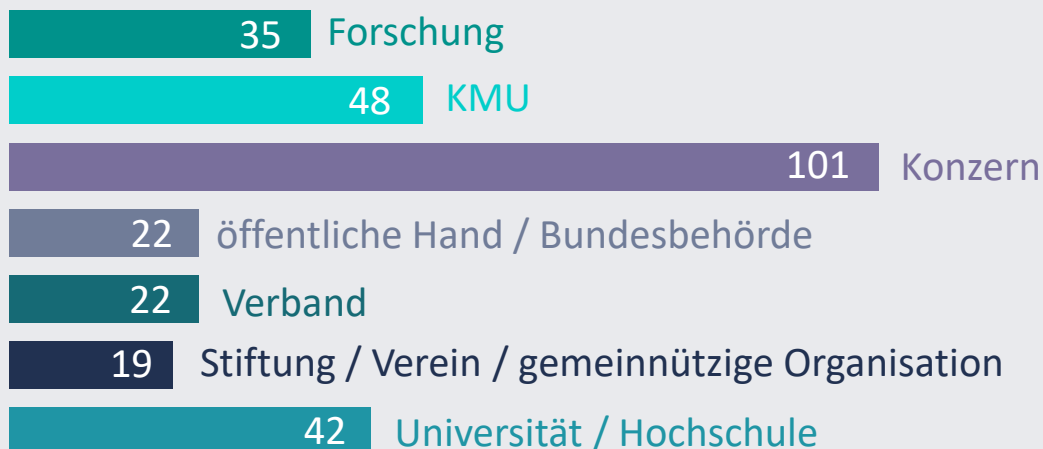 35 Forschung
48 KMU
101 Konzern
22 öffentliche Hand / Bundesbehörde
22 Verband
19 Stiftung / Verein / gemeinnützige Organisation
42 Universität / Hochschule